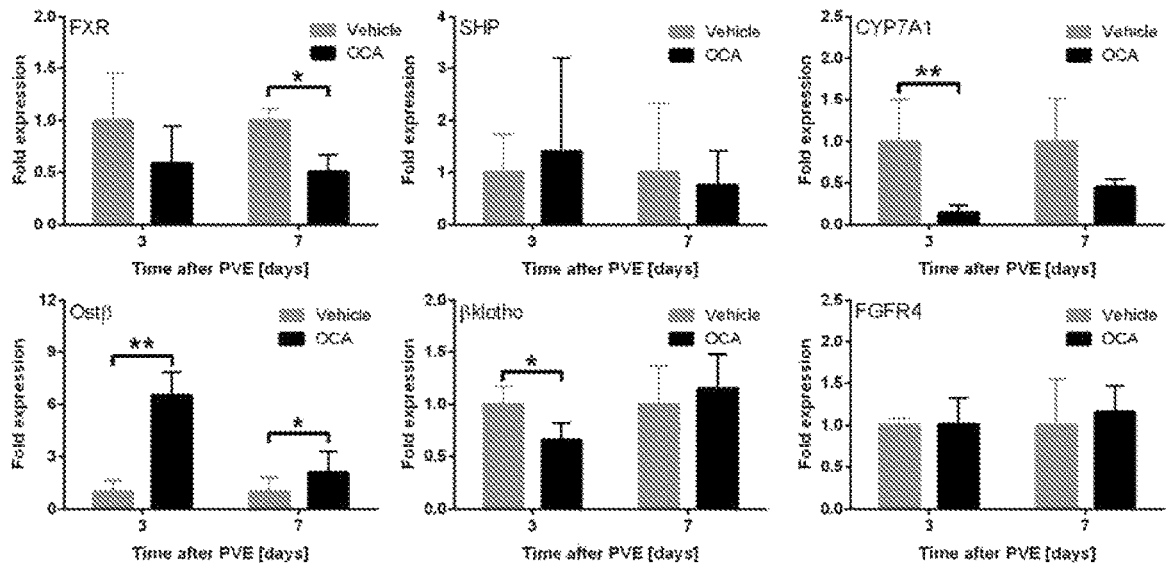 FXR
Vehicle
OCA
Fold expression
2.0
1.5
1.0
0.5
0.0
*
3 7
Time after PVE [days]
SHP
Vehicle
OCA
Fold expression
4
3
2
1
0
3 7
Time after PVE [days]
CYP7A1
Vehicle
OCA
Fold expression
2.5
2.0
1.5
1.0
0.5
0.0
**
3 7
Time after PVE [days]
Ostβ
Vehicle
OCA
Fold expression
12
9
6
3
0
**
*
3 7
Time after PVE [days]
βklotho
Vehicle
OCA
Fold expression
2.0
1.5
1.0
0.5
0.0
*
3 7
Time after PVE [days]
FGFR4
Vehicle
OCA
Fold expression
2.5
2.0
1.5
1.0
0.5
0.0
3 7
Time after PVE [days]